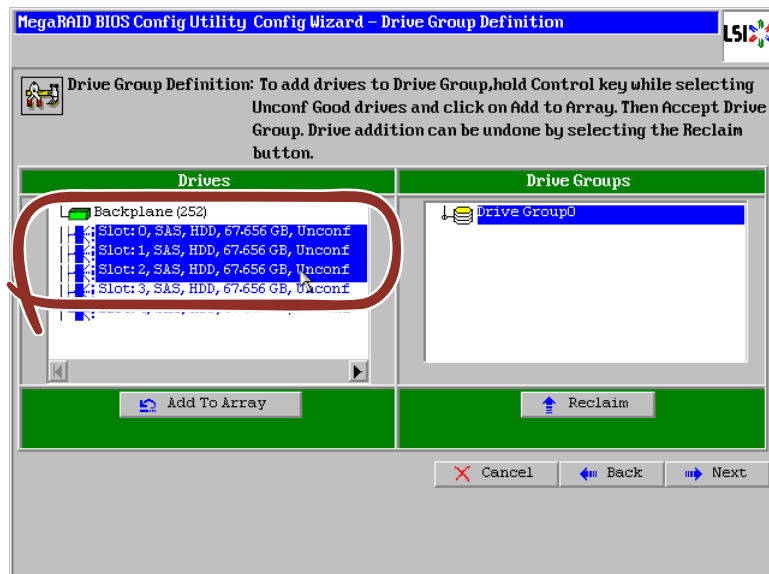 MegaRAID BIOS Config Utility Config Wizard – Drive Group Definition
LSI
Drive Group Definition: To add drives to Drive Group,hold Control key while selecting
Unconf Good drives and click on Add to Array. Then Accept Drive
Group. Drive addition can be undone by selecting the Reclaim
button.
Drives
Drive Groups
Backplane (252)
Drive Group0
Slot: 0, SAS, HDD, 67.656 GB, Unconf
Slot: 1, SAS, HDD, 67.656 GB, Unconf
Slot: 2, SAS, HDD, 67.656 GB, Unconf
Slot: 3, SAS, HDD, 67.656 GB, Unconf
Add To Array
Reclaim
Cancel
Back
Next